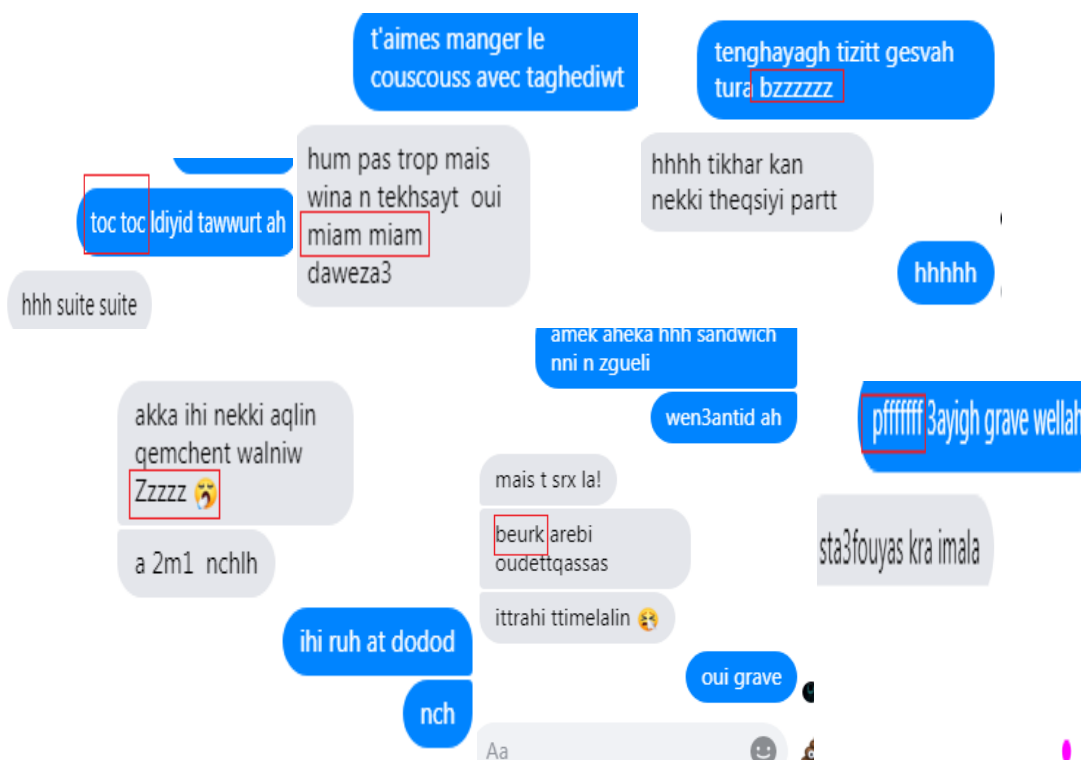 t'aimes manger le
couscouss avec taghediwt
hum pas trop mais
wina n tekhsayt oui
miam miam
daweza3
tenghayagh tizitt gesvah
tura bzzzzzz
hhhh tikhar kan
nekki theqsiyi partt
hhhhh
toc toc ldiyid tawwurt ah
hhh suite suite
akka ihi nekki aqlin
qemchent walniw
Zzzzz 🥱
a 2m1 nchlh
ihi ruh at dodod
nch
amek aheka hhh sandwich
nni n zgueli
wen3antid ah
mais t srx la!
beurk arebi
oudettqassas
ittrahi ttimelalin 🤮
oui grave
Aa
pfffffff 3ayigh grave wellah
sta3fouyas kra imala